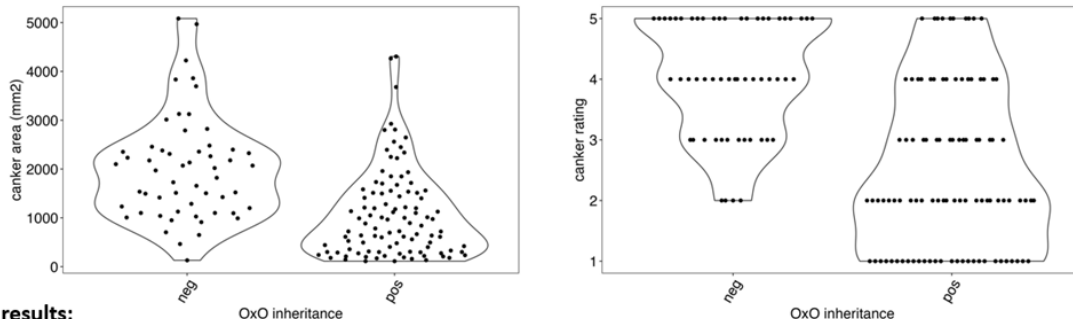 canker area (mm2)
5000
4000
3000
2000
1000
0
neg
pos
OxO inheritance
canker rating
5
4
3
2
1
neg
pos
OxO inheritance
results: